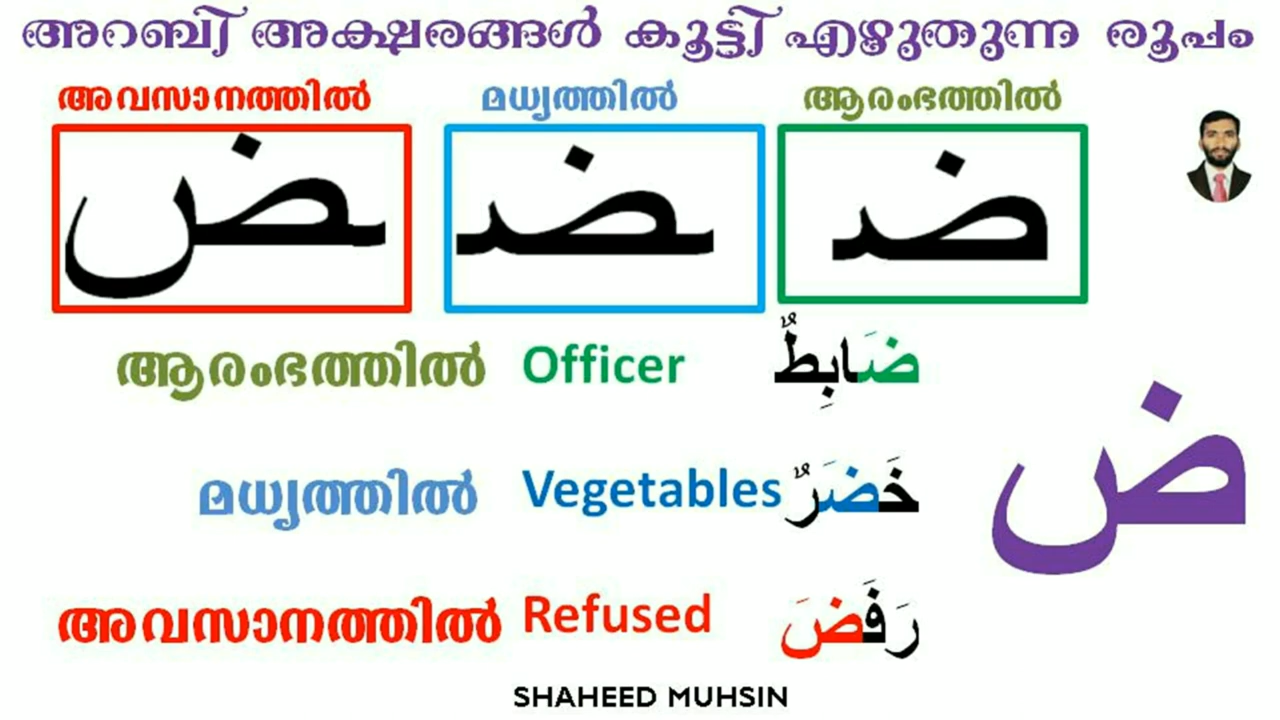 അറബി അക്ഷരങ്ങൾ കൂട്ടി എഴുതുന്ന രൂപം
അവസാനത്തിൽ മധ്യത്തിൽ ആരംഭത്തിൽ
ـض ـضـ ضـ
ആരംഭത്തിൽ Officer ضَابِطٌ
മധ്യത്തിൽ Vegetables خَضَرٌ
അവസാനത്തിൽ Refused رَفَضَ
ض
SHAHEED MUHSIN